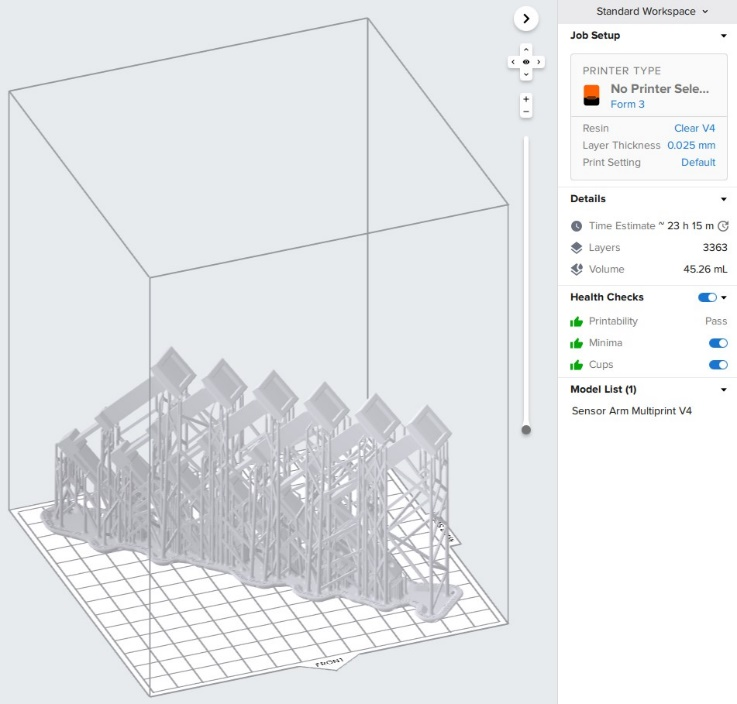 Standard Workspace
Job Setup
PRINTER TYPE
No Printer Sele...
Form 3
Resin Clear V4
Layer Thickness 0.025 mm
Print Setting Default
Details
Time Estimate ~ 23 h 15 m
Layers 3363
Volume 45.26 mL
Health Checks
Printability Pass
Minima
Cups
Model List (1)
Sensor Arm Multiprint V4
FRONT